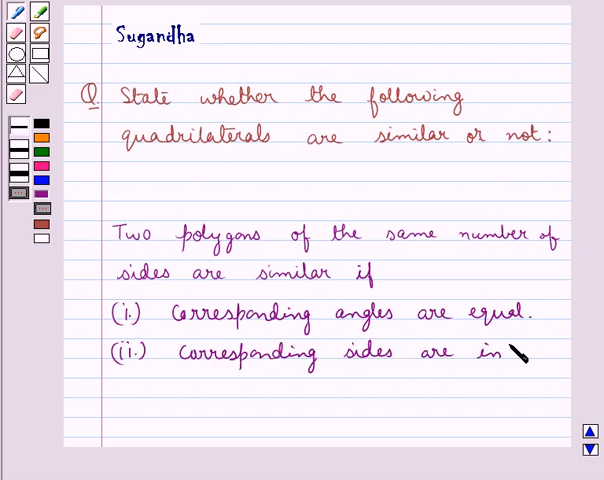 Sugandha
Q. State whether the following
quadrilaterals are similar or not:
Two polygons of the same number of
sides are similar if
(i.) Corresponding angles are equal.
(ii.) Corresponding sides are in